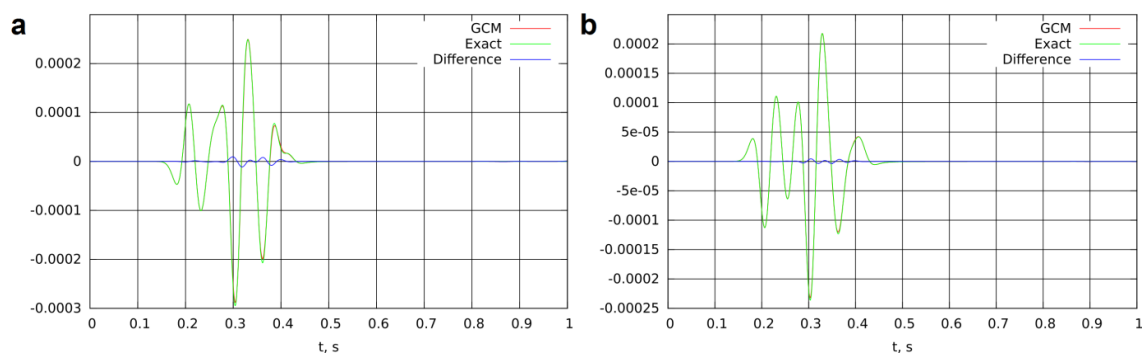 a
GCM
Exact
Difference
0.0002
0.0001
0
-0.0001
-0.0002
-0.0003
0 0.1 0.2 0.3 0.4 0.5 0.6 0.7 0.8 0.9 1
t, s
b
GCM
Exact
Difference
0.0002
0.00015
0.0001
5e-05
0
-5e-05
-0.0001
-0.00015
-0.0002
-0.00025
0 0.1 0.2 0.3 0.4 0.5 0.6 0.7 0.8 0.9 1
t, s